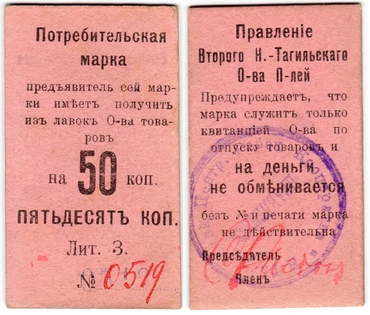 Потребительская
марка
предъявитель сей мар-
ки имѣетъ получить
изъ лавокъ О-ва това-
ровъ
на 50 коп.
ПЯТЬДЕСЯТЪ КОП.
Лит. З.
№ 0519
Правленіе
Второго Н.-Тагильскаго
О-ва П-лей
Предупреждаетъ, что
марка служитъ только
квитанціей О-ва по
отпуску товаровъ и
на деньги
не обмѣнивается
безъ № и печати марка
не дѣйствительна
Предсѣдатель
Членъ